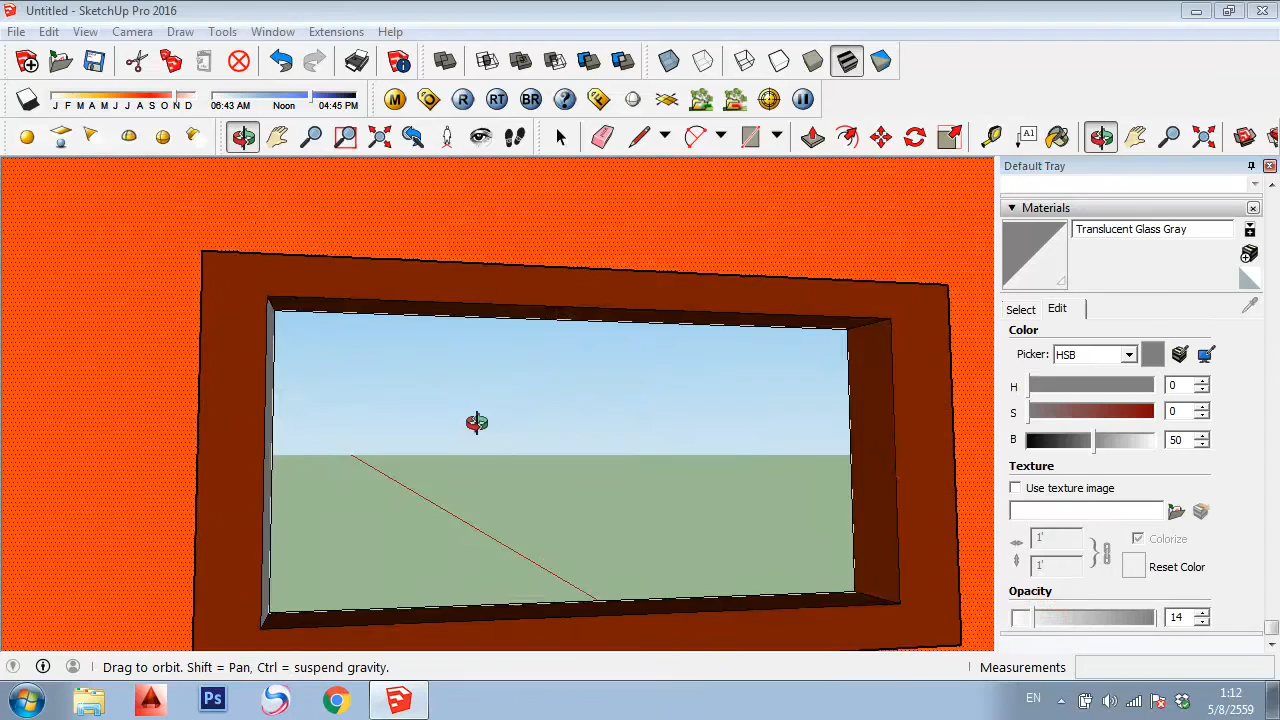 Untitled - SketchUp Pro 2016
File Edit View Camera Draw Tools Window Extensions Help
J F M A M J J A S O N D
06:43 AM Noon 04:45 PM
M O R RT BR ? F
A1
Default Tray
Materials
Translucent Glass Gray
Select Edit
Color
Picker: HSB
H 0
S 0
B 50
Texture
Use texture image
1'
Colorize
1'
Reset Color
Opacity
14
Drag to orbit. Shift = Pan, Ctrl = suspend gravity.
Measurements
Ps
EN
1:12
5/8/2559